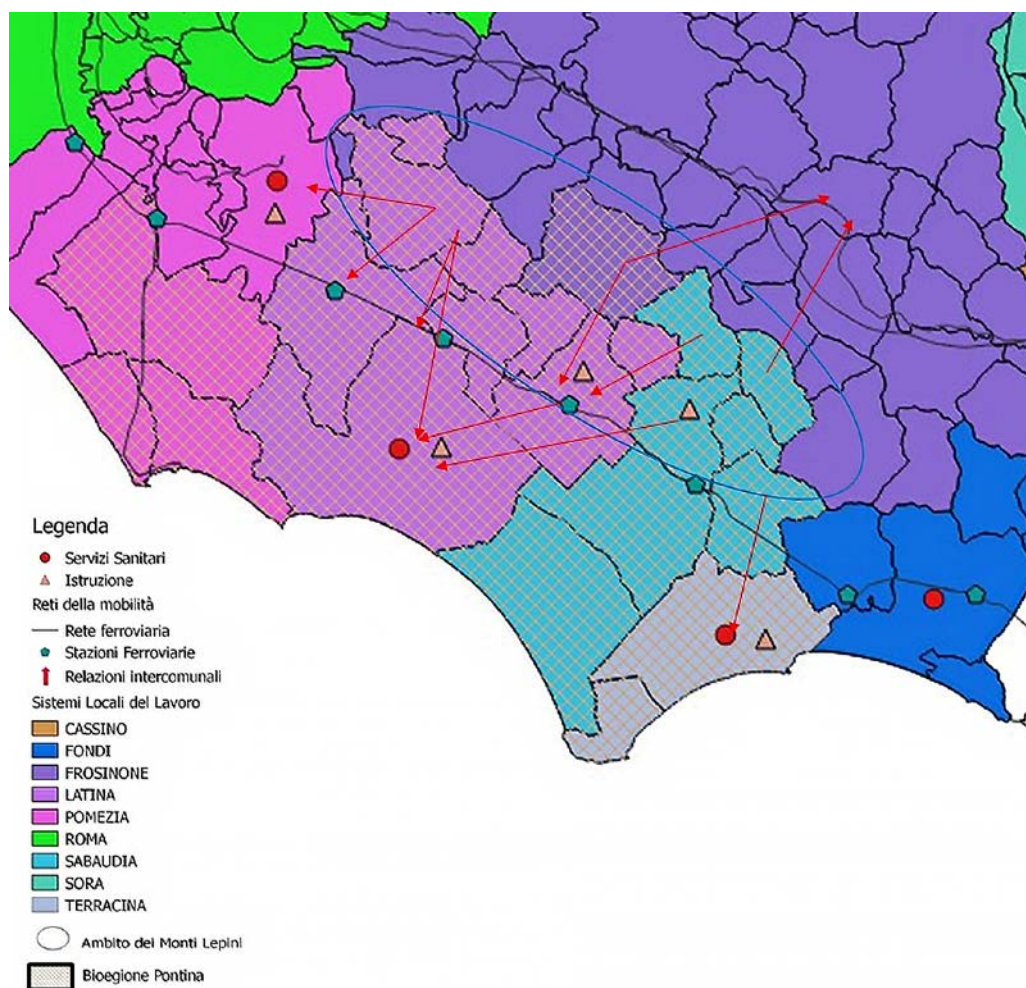 Legenda
Servizi Sanitari
Istruzione
Reti della mobilità
Rete ferroviaria
Stazioni Ferroviarie
Relazioni intercomunali
Sistemi Locali del Lavoro
CASSINO
FONDI
FROSINONE
LATINA
POMEZIA
ROMA
SABAUDIA
SORA
TERRACINA
Ambito dei Monti Lepini
Bioegione Pontina